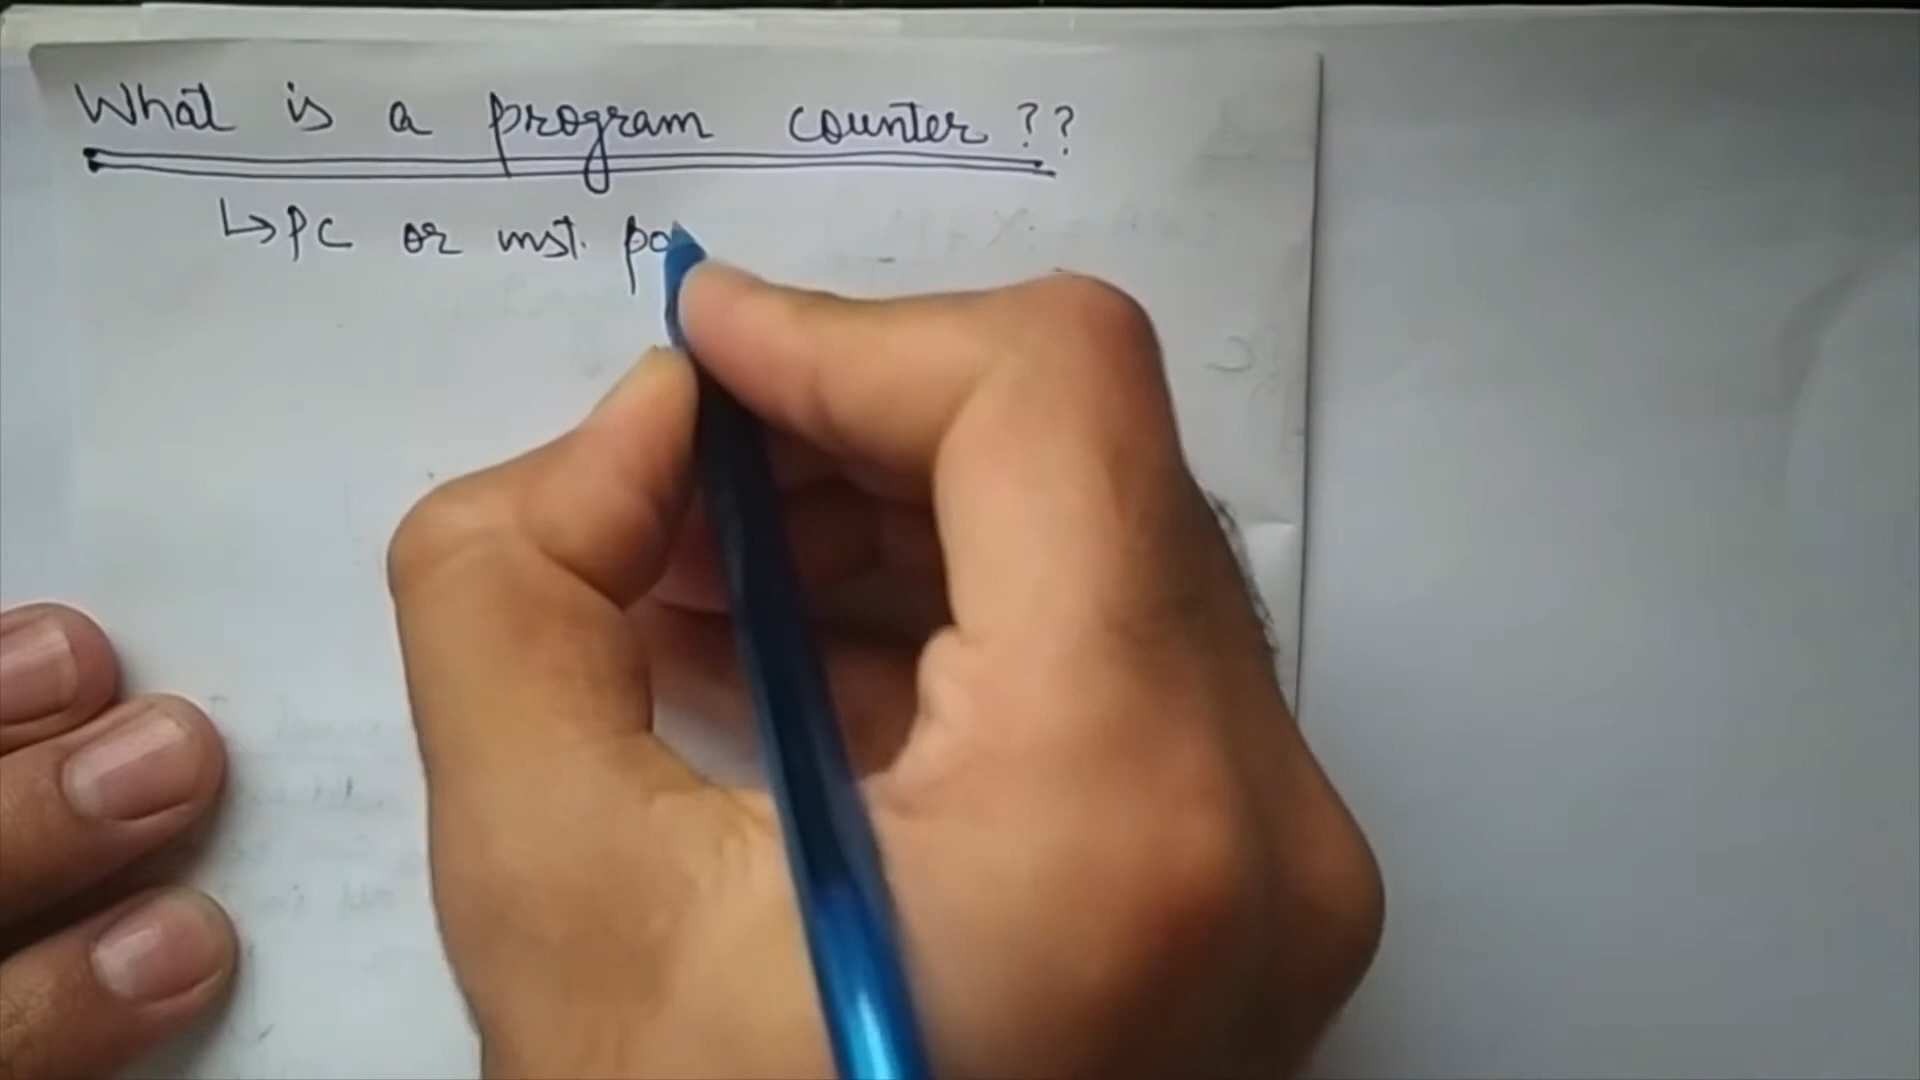 What is a program counter ??
↳ PC or inst. po